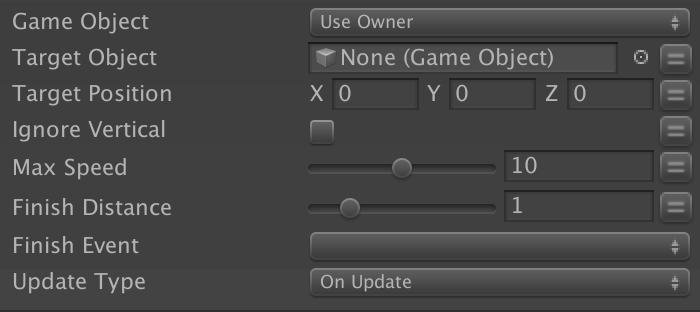 Game Object Use Owner
Target Object None (Game Object)
Target Position X 0 Y 0 Z 0
Ignore Vertical
Max Speed 10
Finish Distance 1
Finish Event
Update Type On Update